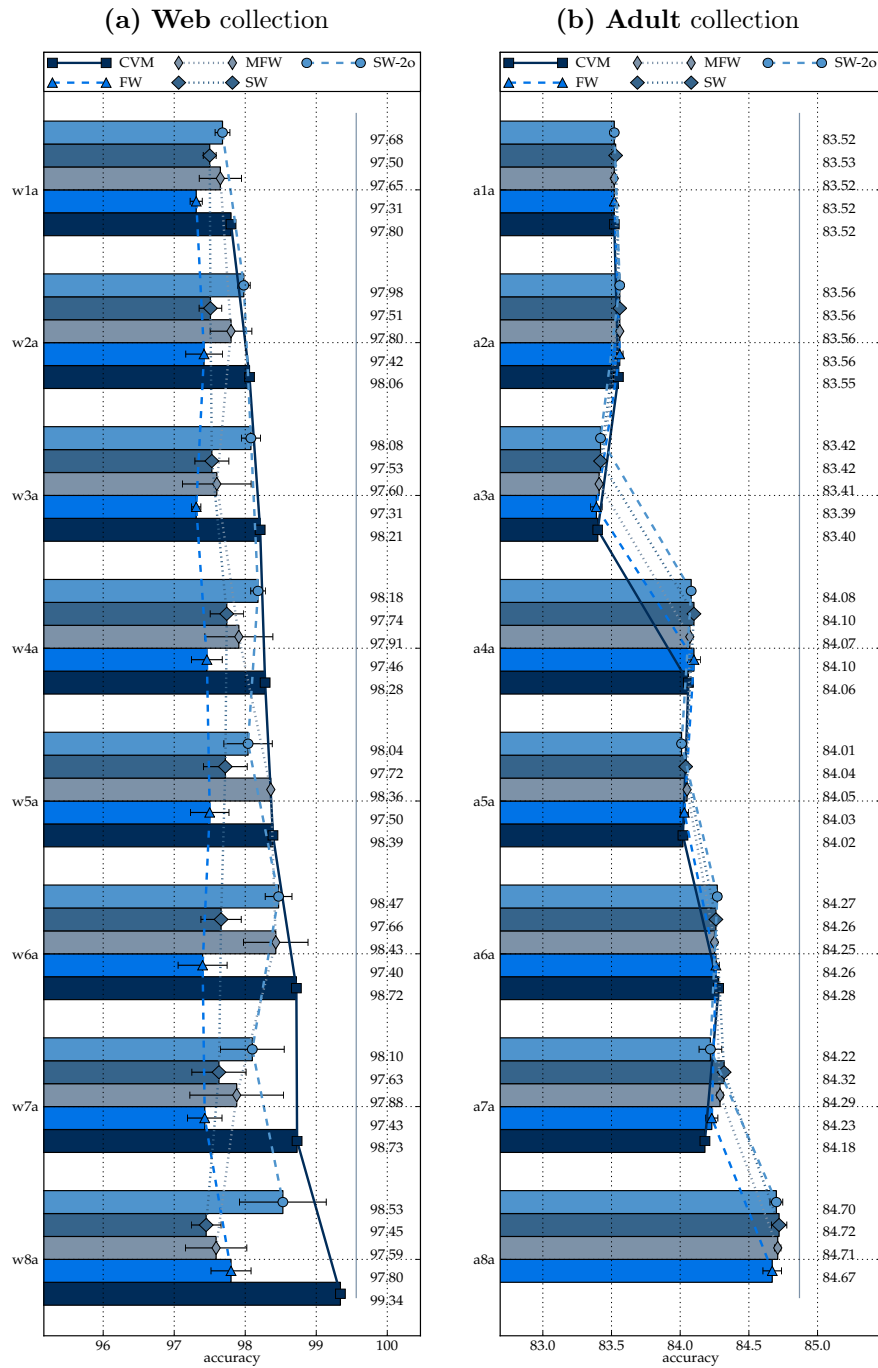 (a) Web collection
CVM
FW
MFW
SW
SW-2o
w1a
97.68
97.50
97.65
97.31
97.80
w2a
97.98
97.51
97.80
97.42
98.06
w3a
98.08
97.53
97.60
97.31
98.21
w4a
98.18
97.74
97.91
97.46
98.28
w5a
98.04
97.72
98.36
97.50
98.39
w6a
98.47
97.66
98.43
97.40
98.72
w7a
98.10
97.63
97.88
97.43
98.73
w8a
98.53
97.45
97.59
97.80
99.34
96 97 98 99 100
accuracy
(b) Adult collection
CVM
FW
MFW
SW
SW-2o
a1a
83.52
83.53
83.52
83.52
83.52
a2a
83.56
83.56
83.56
83.56
83.55
a3a
83.42
83.42
83.41
83.39
83.40
a4a
84.08
84.10
84.07
84.10
84.06
a5a
84.01
84.04
84.05
84.03
84.02
a6a
84.27
84.26
84.25
84.26
84.28
a7a
84.22
84.32
84.29
84.23
84.18
a8a
84.70
84.72
84.71
84.67
83.0 83.5 84.0 84.5 85.0
accuracy